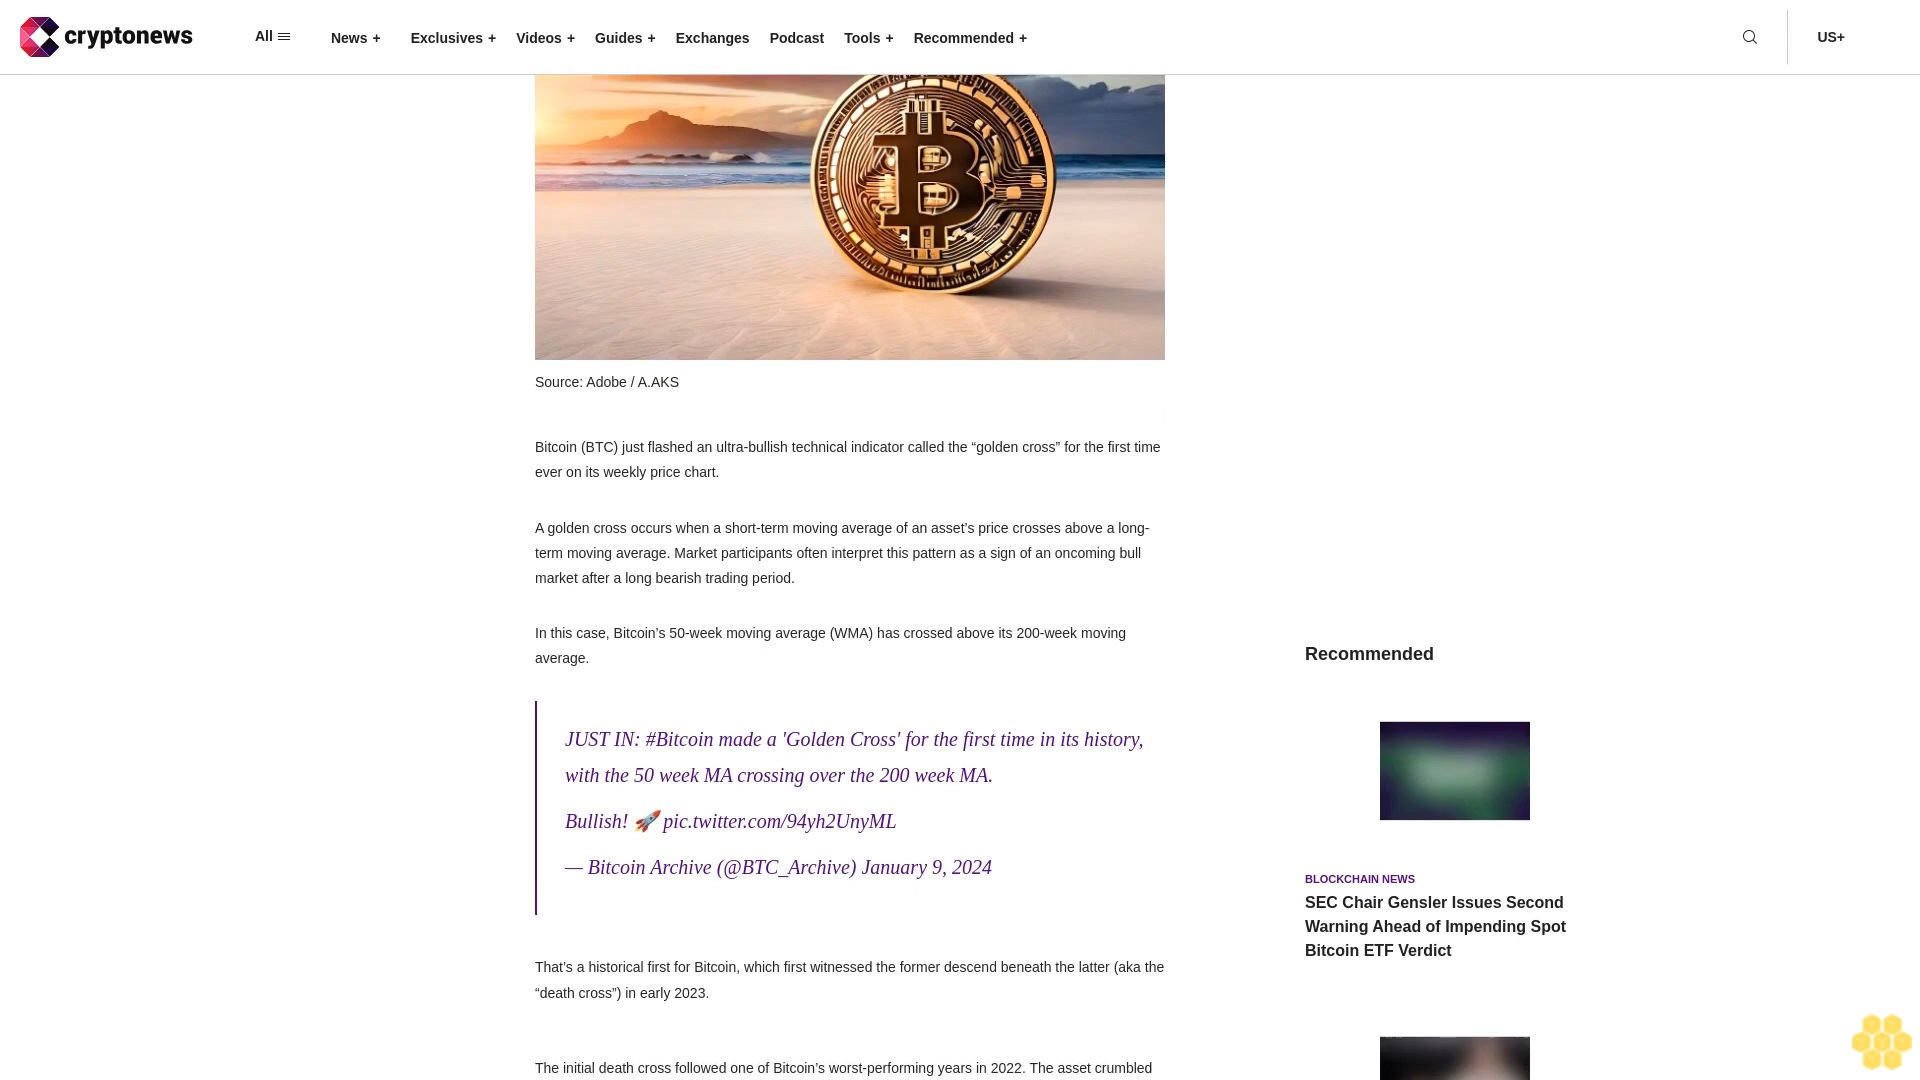 cryptonews
All
News +
Exclusives +
Videos +
Guides +
Exchanges
Podcast
Tools +
Recommended +
US+
Source: Adobe / A.AKS
Bitcoin (BTC) just flashed an ultra-bullish technical indicator called the “golden cross” for the first time
ever on its weekly price chart.
A golden cross occurs when a short-term moving average of an asset’s price crosses above a long-
term moving average. Market participants often interpret this pattern as a sign of an oncoming bull
market after a long bearish trading period.
In this case, Bitcoin’s 50-week moving average (WMA) has crossed above its 200-week moving
average.
JUST IN: #Bitcoin made a 'Golden Cross' for the first time in its history,
with the 50 week MA crossing over the 200 week MA.
Bullish! 🚀 pic.twitter.com/94yh2UnyML
— Bitcoin Archive (@BTC_Archive) January 9, 2024
That’s a historical first for Bitcoin, which first witnessed the former descend beneath the latter (aka the
“death cross”) in early 2023.
The initial death cross followed one of Bitcoin’s worst-performing years in 2022. The asset crumbled
Recommended
BLOCKCHAIN NEWS
SEC Chair Gensler Issues Second
Warning Ahead of Impending Spot
Bitcoin ETF Verdict